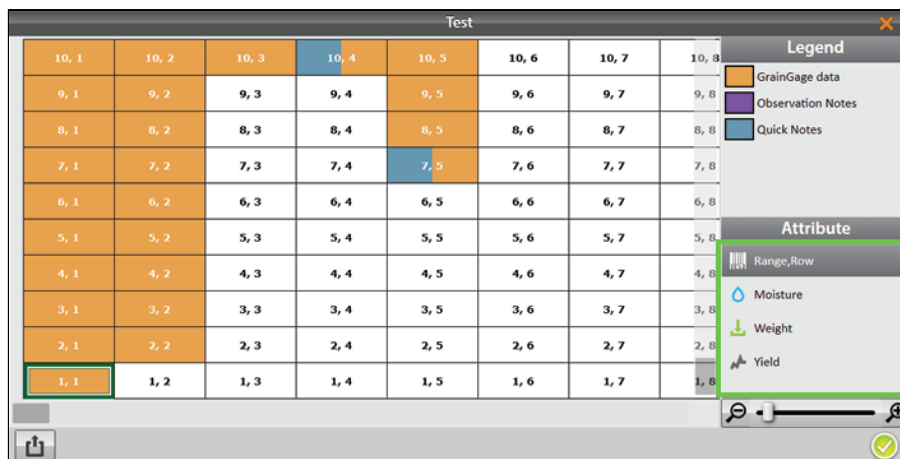 Test
10, 1 10, 2 10, 3 10, 4 10, 5 10, 6 10, 7 10, 8
9, 1 9, 2 9, 3 9, 4 9, 5 9, 6 9, 7 9, 8
8, 1 8, 2 8, 3 8, 4 8, 5 8, 6 8, 7 8, 8
7, 1 7, 2 7, 3 7, 4 7, 5 7, 6 7, 7 7, 8
6, 1 6, 2 6, 3 6, 4 6, 5 6, 6 6, 7 6, 8
5, 1 5, 2 5, 3 5, 4 5, 5 5, 6 5, 7 5, 8
4, 1 4, 2 4, 3 4, 4 4, 5 4, 6 4, 7 4, 8
3, 1 3, 2 3, 3 3, 4 3, 5 3, 6 3, 7 3, 8
2, 1 2, 2 2, 3 2, 4 2, 5 2, 6 2, 7 2, 8
1, 1 1, 2 1, 3 1, 4 1, 5 1, 6 1, 7 1, 8
Legend
GrainGage data
Observation Notes
Quick Notes
Attribute
Range,Row
Moisture
Weight
Yield